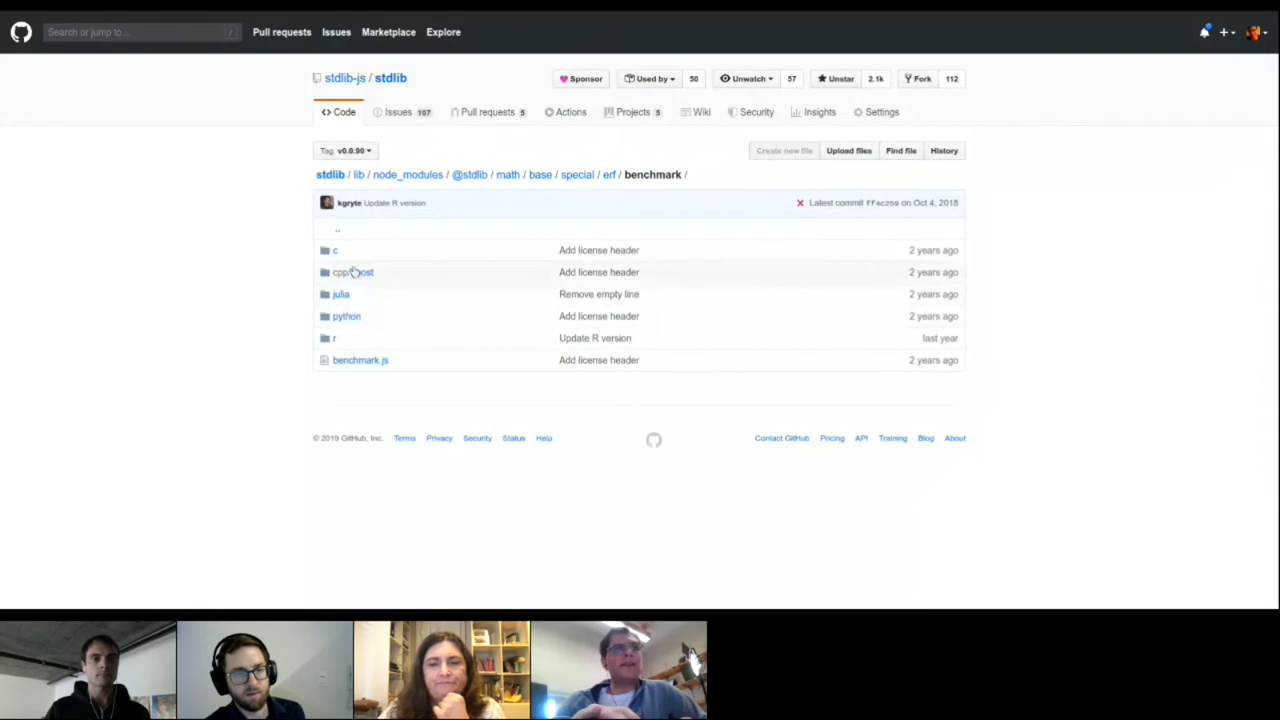 Search or jump to... / Pull requests Issues Marketplace Explore
stdlib-js / stdlib Sponsor Used by 50 Unwatch 57 Unstar 2.1k Fork 112
Code Issues 167 Pull requests 5 Actions Projects 5 Wiki Security Insights Settings
Tag: v0.0.90 Create new file Upload files Find file History
stdlib / lib / node_modules / @stdlib / math / base / special / erf / benchmark /
kgryte Update R version Latest commit ff4c250 on Oct 4, 2018
..
c Add license header 2 years ago
cpp/boost Add license header 2 years ago
julia Remove empty line 2 years ago
python Add license header 2 years ago
r Update R version last year
benchmark.js Add license header 2 years ago
© 2019 GitHub, Inc. Terms Privacy Security Status Help Contact GitHub Pricing API Training Blog About